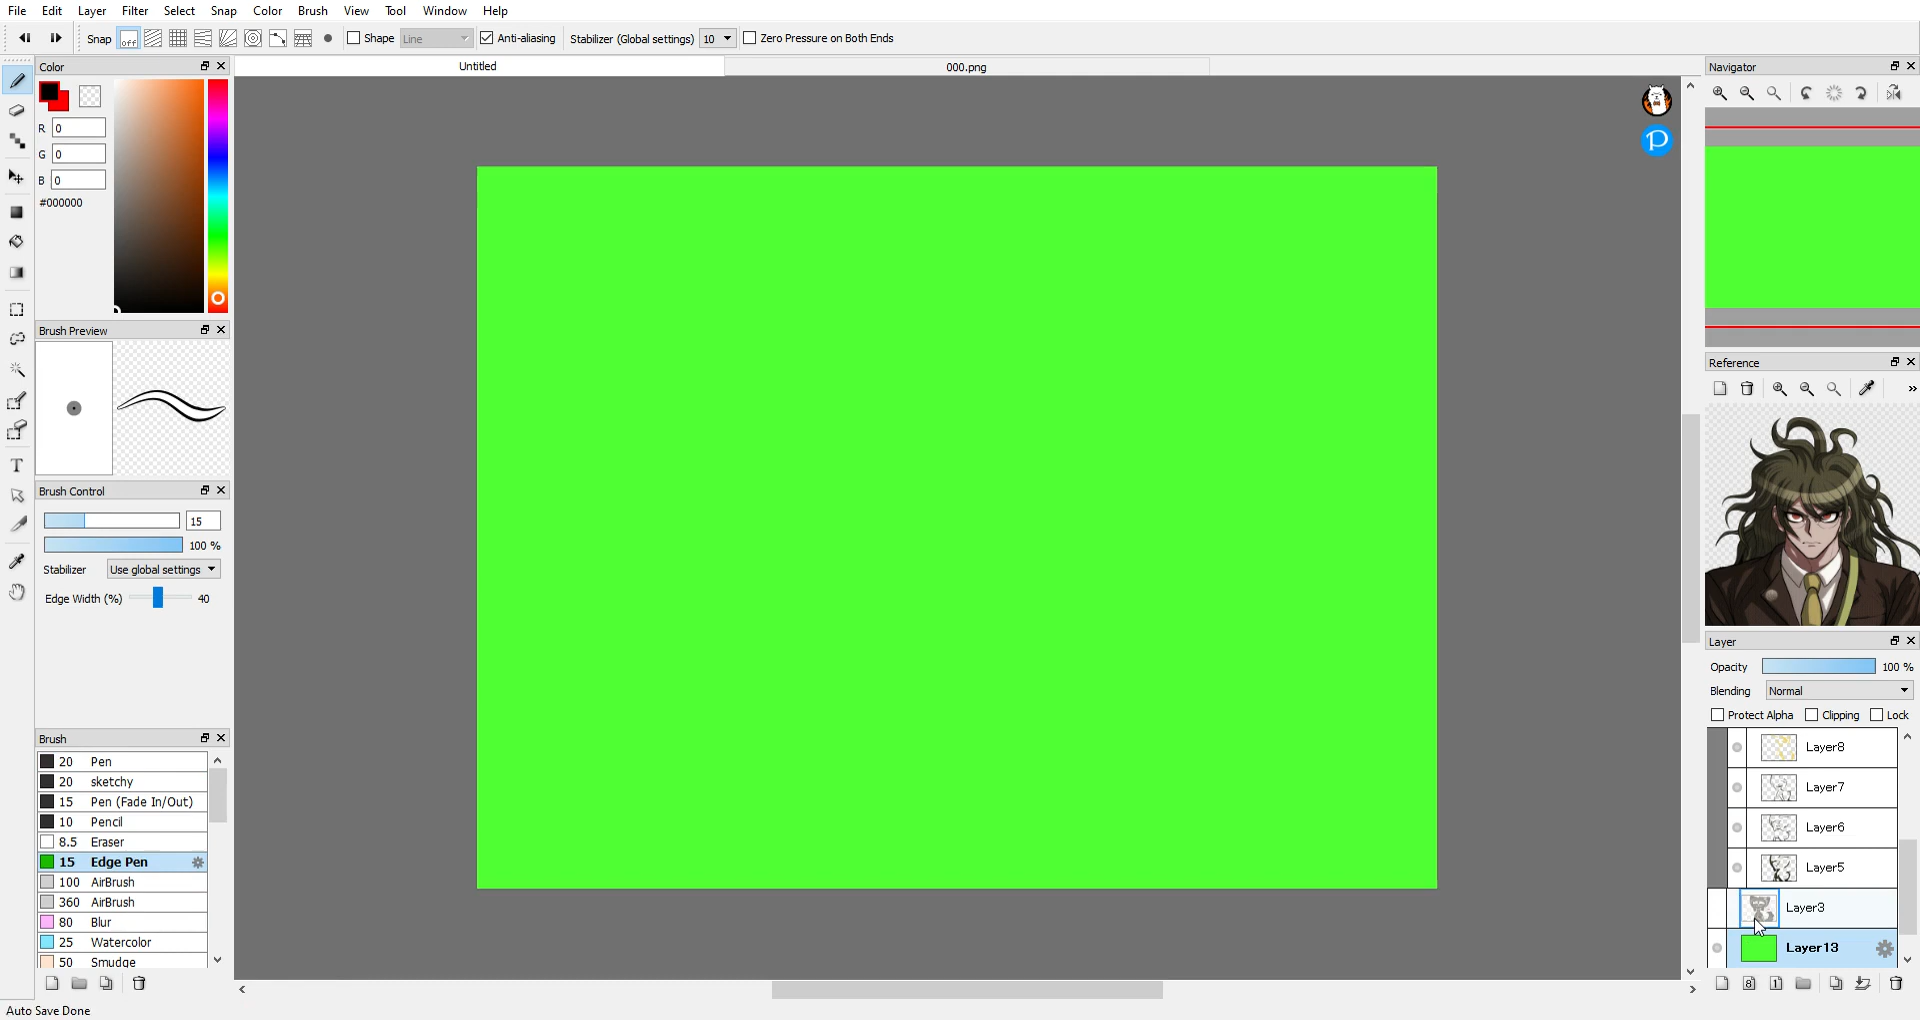 File Edit Layer Filter Select Snap Color Brush View Tool Window Help
Snap off Shape Line Anti-aliasing Stabilizer (Global settings) 10 Zero Pressure on Both Ends
Color
Untitled
000.png
Navigator
R 0
G 0
B 0
#000000
P
Brush Preview
Reference
»
Brush Control
15
100 %
Stabilizer Use global settings
Edge Width (%) 40
T
Layer
Opacity 100 %
Blending Normal
Protect Alpha Clipping Lock
Layer8
Layer7
Layer6
Layer5
Layer3
Layer13
8 1
Brush
20 Pen
20 sketchy
15 Pen (Fade In/Out)
10 Pencil
8.5 Eraser
15 Edge Pen
100 AirBrush
360 AirBrush
80 Blur
25 Watercolor
50 Smudge
Auto Save Done